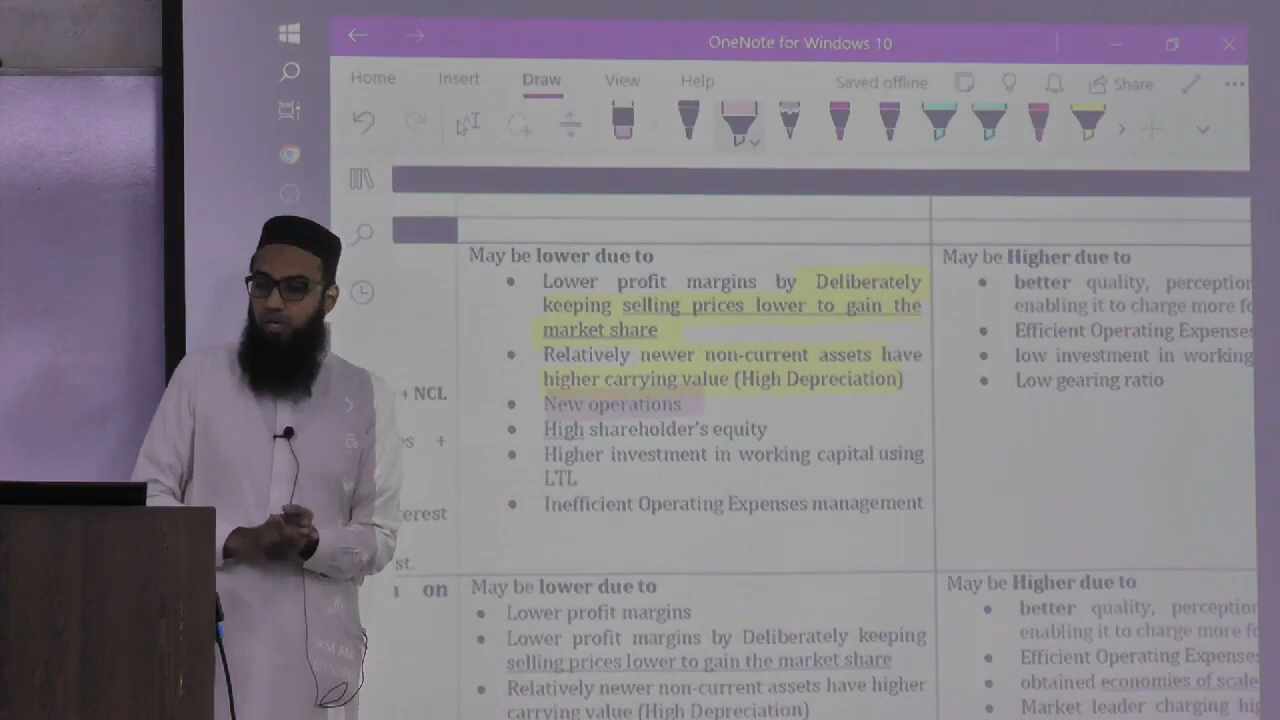 OneNote for Windows 10
Home Insert Draw View Help Saved offline Share
May be lower due to
• Lower profit margins by Deliberately
keeping selling prices lower to gain the
market share
• Relatively newer non-current assets have
higher carrying value (High Depreciation)
• New operations
• High shareholder's equity
• Higher investment in working capital using
LTL
• Inefficient Operating Expenses management
May be Higher due to
• better quality, perception
enabling it to charge more fo
• Efficient Operating Expenses
• low investment in working
• Low gearing ratio
+ NCL
es +
erest
st.
on
May be lower due to
• Lower profit margins
• Lower profit margins by Deliberately keeping
selling prices lower to gain the market share
• Relatively newer non-current assets have higher
carrying value (High Depreciation)
May be Higher due to
• better quality, perception
enabling it to charge more fo
• Efficient Operating Expenses
• obtained economies of scale
• Market leader charging hig